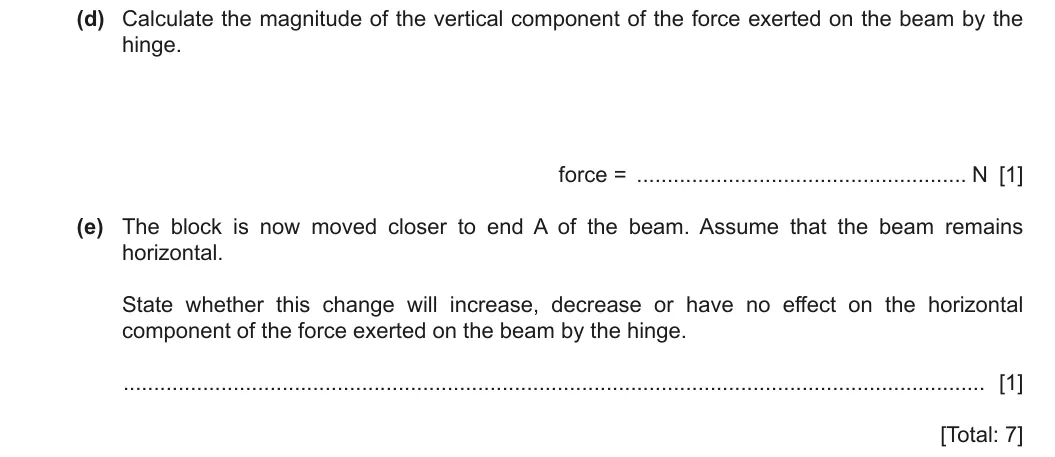 (d) Calculate the magnitude of the vertical component of the force exerted on the beam by the
hinge.
force = ...................................................... N [1]
(e) The block is now moved closer to end A of the beam. Assume that the beam remains
horizontal.
State whether this change will increase, decrease or have no effect on the horizontal
component of the force exerted on the beam by the hinge.
............................................................................................................................................. [1]
[Total: 7]